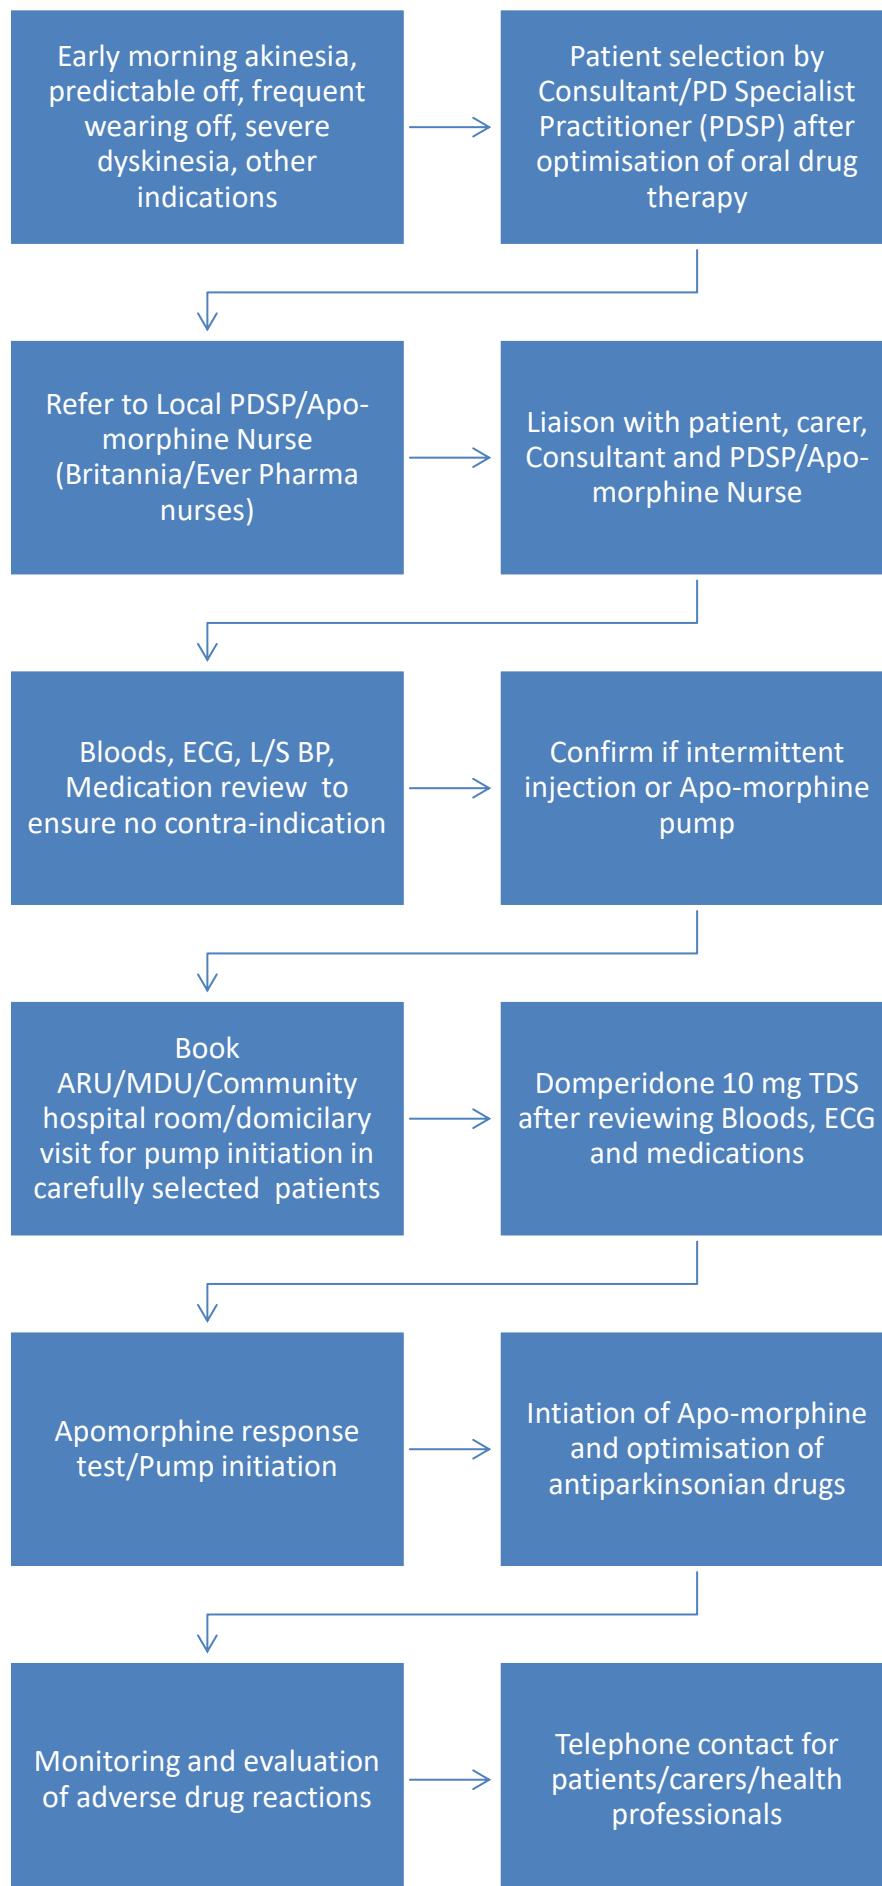 Early morning akinesia,
predictable off, frequent
wearing off, severe
dyskinesia, other
indications
Patient selection by
Consultant/PD Specialist
Practitioner (PDSP) after
optimisation of oral drug
therapy
Refer to Local PDSP/Apo-
morphine Nurse
(Britannia/Ever Pharma
nurses)
Liaison with patient, carer,
Consultant and PDSP/Apo-
morphine Nurse
Bloods, ECG, L/S BP,
Medication review to
ensure no contra-indication
Confirm if intermittent
injection or Apo-morphine
pump
Book
ARU/MDU/Community
hospital room/domicilary
visit for pump initiation in
carefully selected patients
Domperidone 10 mg TDS
after reviewing Bloods, ECG
and medications
Apomorphine response
test/Pump initiation
Intiation of Apo-morphine
and optimisation of
antiparkinsonian drugs
Monitoring and evaluation
of adverse drug reactions
Telephone contact for
patients/carers/health
professionals